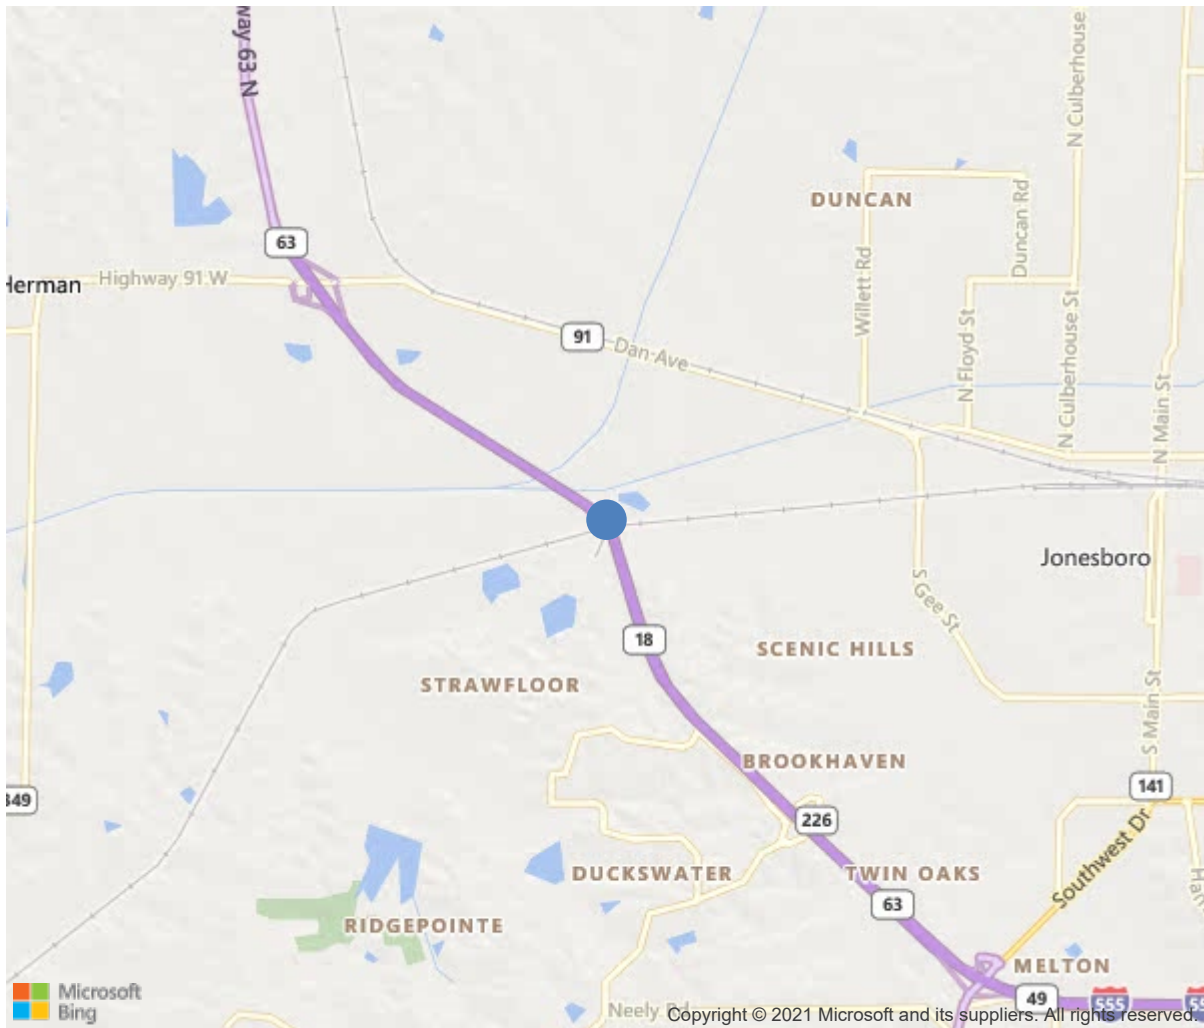 way 63 N
N Culberhouse
DUNCAN
Duncan Rd
63
Herman
Highway 91 W
Willett Rd
91
Dan Ave
N Floyd St
N Culberhouse St
N Main St
Jonesboro
S Gee St
18
SCENIC HILLS
STRAWFLOOR
S Main St
BROOKHAVEN
349
141
226
Southwest Dr
DUCKSWATER
TWIN OAKS
63
RIDGEPOINTE
MELTON
Microsoft
Bing
Neely Rd
49
555
Copyright © 2021 Microsoft and its suppliers. All rights reserved.